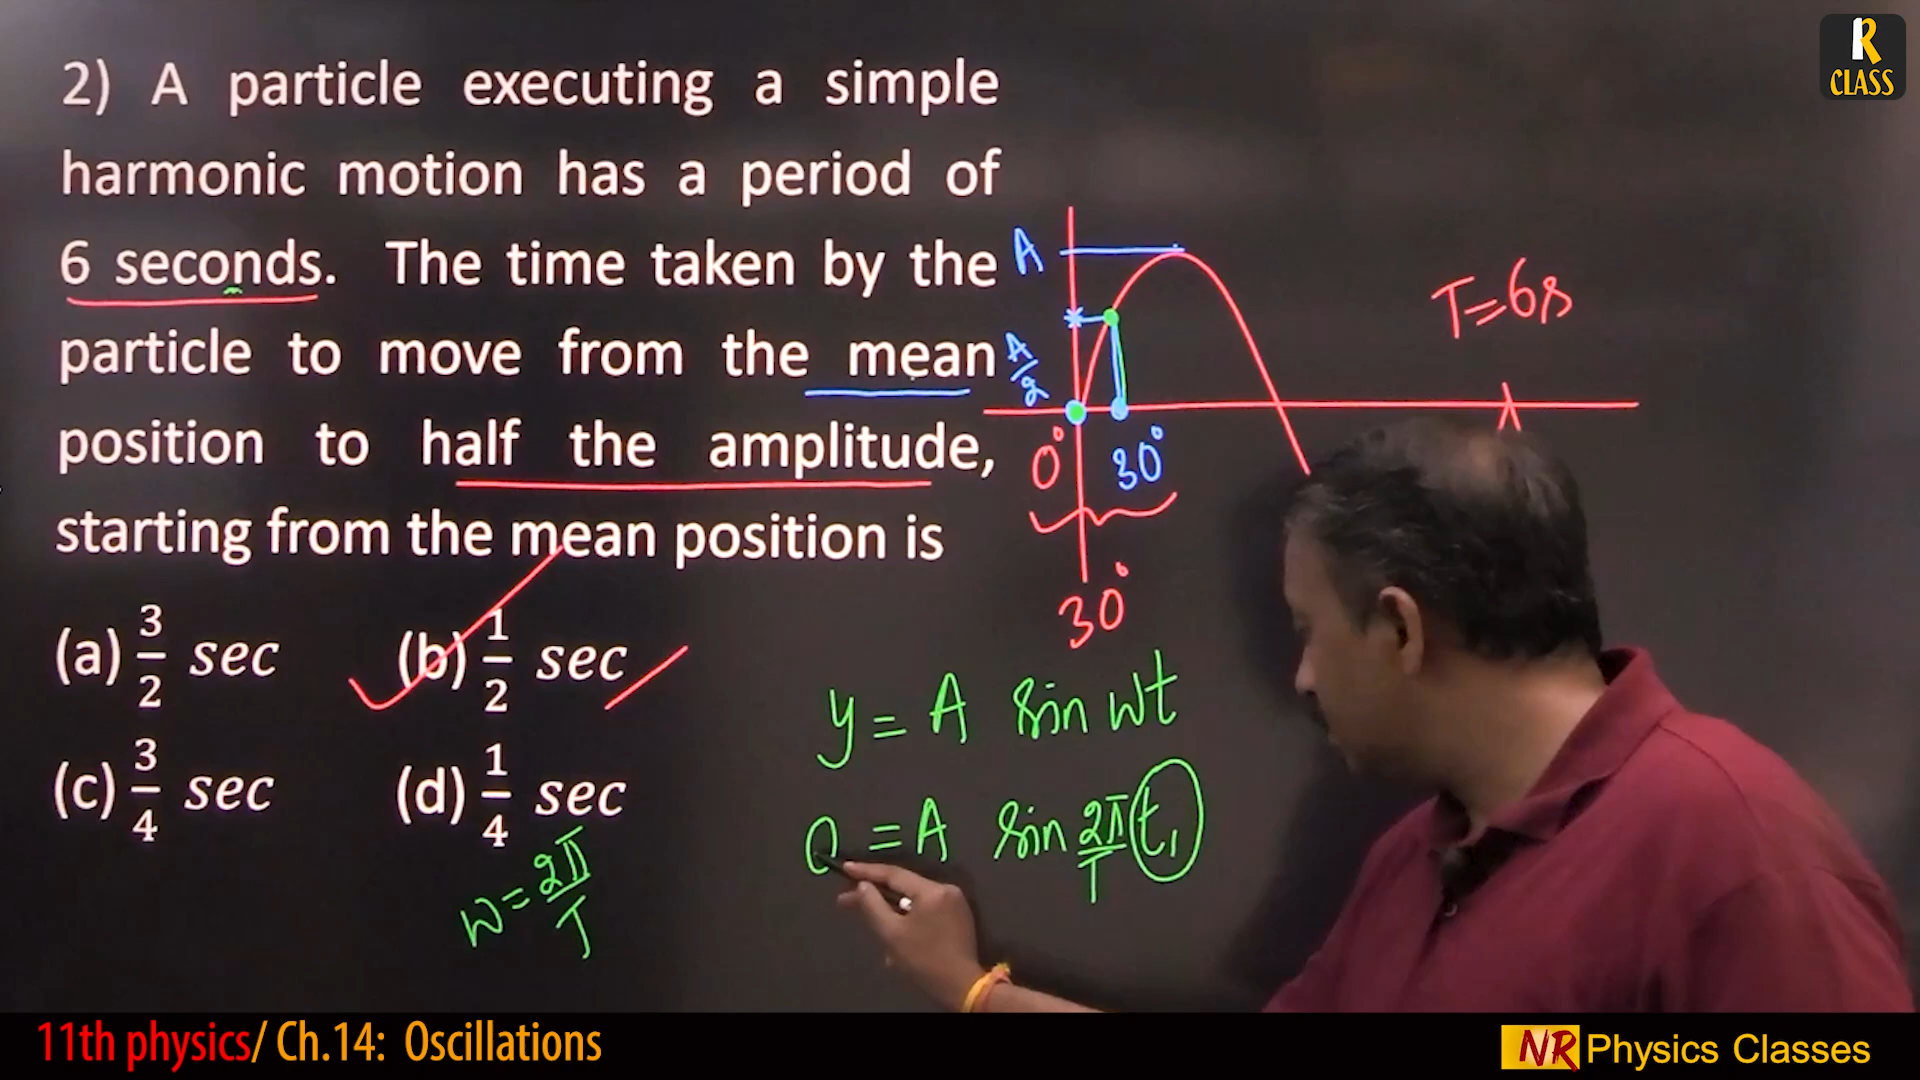 R
CLASS
2) A particle executing a simple
harmonic motion has a period of
6 seconds. The time taken by the
particle to move from the mean
position to half the amplitude,
starting from the mean position is
(a) 3/2 sec (b) 1/2 sec
(c) 3/4 sec (d) 1/4 sec
ω = 2π/T
A
A/2
0° 30°
30°
T=6s
y = A sin ωt
0 = A sin 2π/T t₁
11th physics/ Ch.14: Oscillations
NR Physics Classes